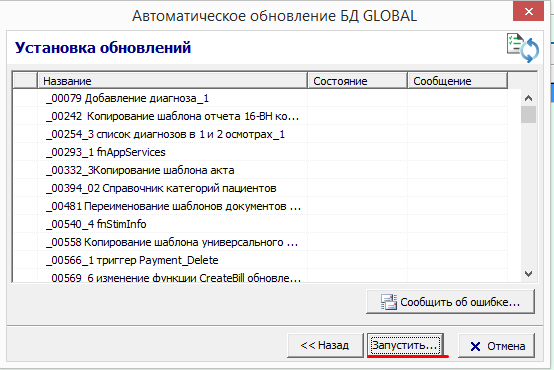 Автоматическое обновление БД GLOBAL
Установка обновлений
Название Состояние Сообщение
_00079 Добавление диагноза_1
_00242 Копирование шаблона отчета 16-ВН ко...
_00254_3 список диагнозов в 1 и 2 осмотрах_1
_00293_1 fnAppServices
_00332_3Копирование шаблона акта
_00394_02 Справочник категорий пациентов
_00481 Переименование шаблонов документов ...
_00540_4 fnStimInfo
_00558 Копирование шаблона универсального ...
_00566_1 триггер Payment_Delete
_00569_6 изменение функции CreateBill обновле...
Сообщить об ошибке...
<< Назад Запустить... Отмена